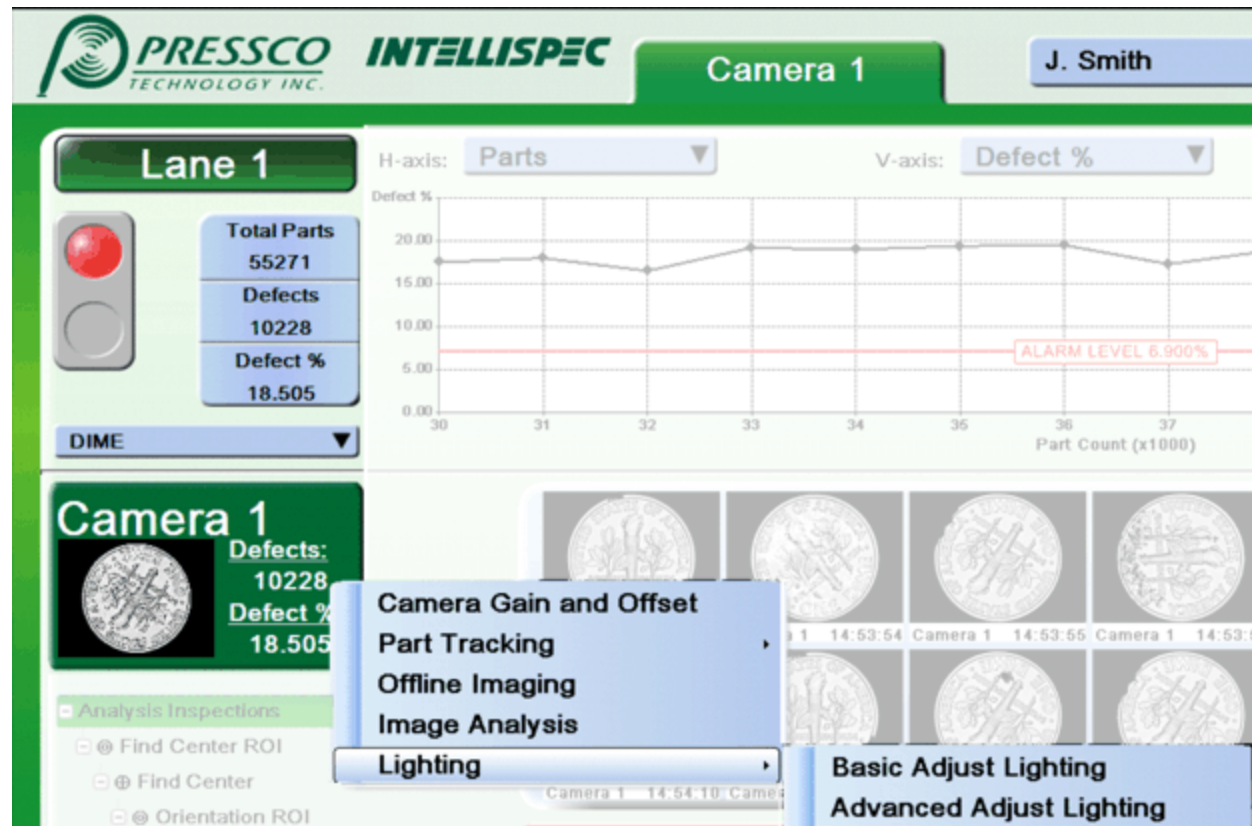 PRESSCO
TECHNOLOGY INC.
INTELLISPEC
Camera 1
J. Smith
Lane 1
H-axis: Parts
V-axis: Defect %
Defect %
20.00
15.00
10.00
5.00
0.00
ALARM LEVEL 6.900%
30 31 32 33 34 35 36 37
Part Count (x1000)
Total Parts
55271
Defects
10228
Defect %
18.505
DIME
Camera 1
Defects:
10228
Defect %
18.505
Camera Gain and Offset
Part Tracking
Offline Imaging
Image Analysis
Lighting
Basic Adjust Lighting
Advanced Adjust Lighting
1 14:53:54 Camera 1 14:53:55 Camera 1 14:53:
Camera 1 14:54:10
Analysis Inspections
Find Center ROI
Find Center
Orientation ROI